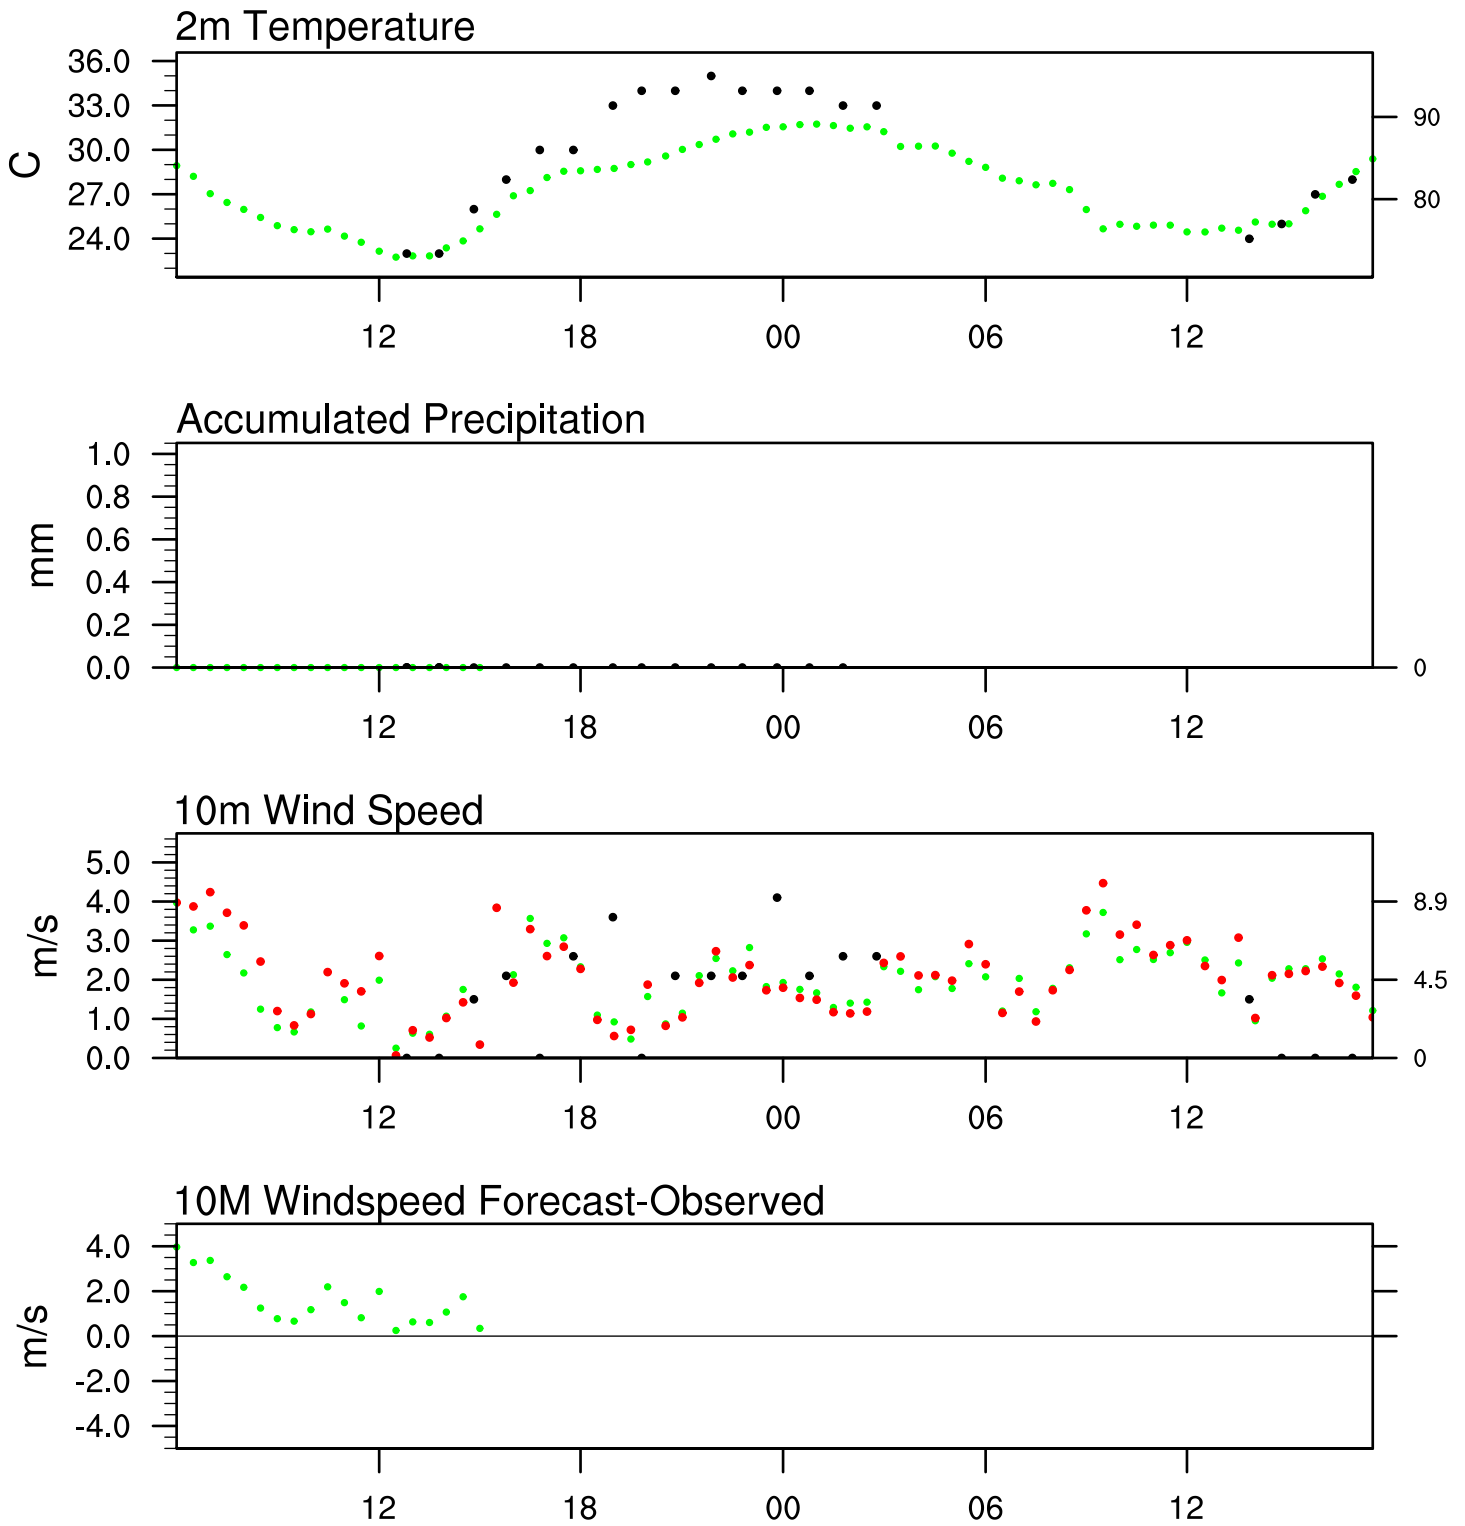 2m Temperature
36.0
33.0
90
30.0
C
27.0
80
24.0
12 18 00 06 12
Accumulated Precipitation
1.0
0.8
0.6
mm
0.4
0.2
0.0
0
12 18 00 06 12
10m Wind Speed
5.0
4.0
8.9
3.0
m/s
2.0
4.5
1.0
0.0
0
12 18 00 06 12
10M Windspeed Forecast-Observed
4.0
2.0
m/s
0.0
-2.0
-4.0
12 18 00 06 12